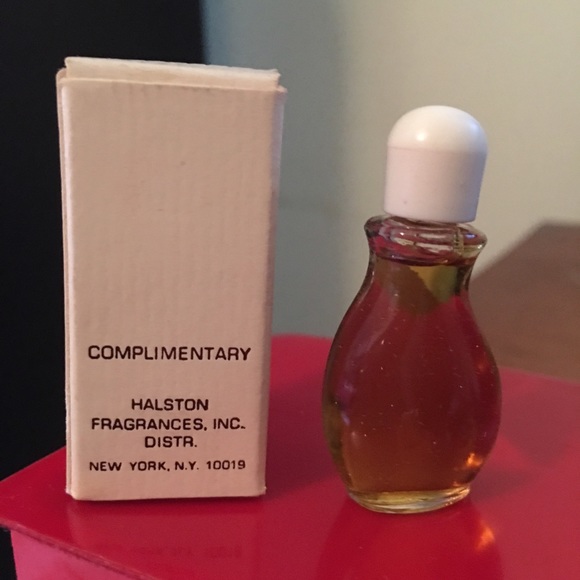 COMPLIMENTARY
HALSTON
FRAGRANCES, INC.
DISTR.
NEW YORK, N.Y. 10019